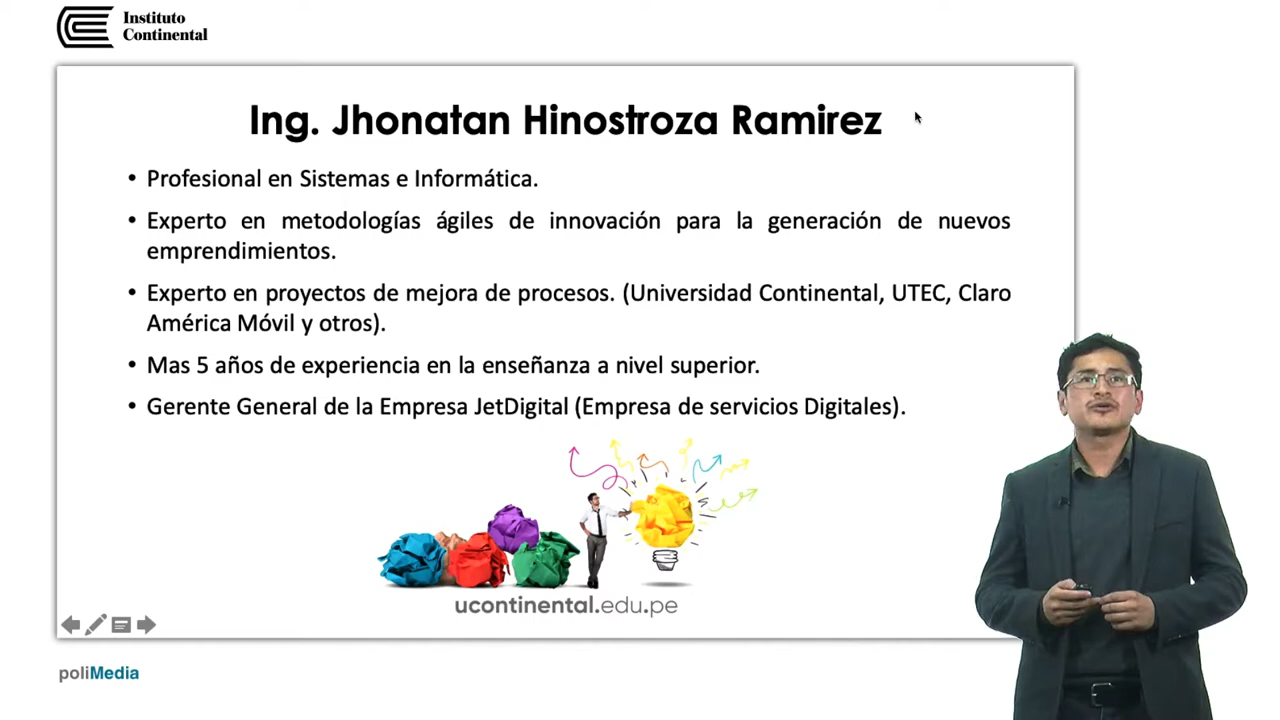 Instituto
Continental
Ing. Jhonatan Hinostroza Ramirez
• Profesional en Sistemas e Informática.
• Experto en metodologías ágiles de innovación para la generación de nuevos
emprendimientos.
• Experto en proyectos de mejora de procesos. (Universidad Continental, UTEC, Claro
América Móvil y otros).
• Mas 5 años de experiencia en la enseñanza a nivel superior.
• Gerente General de la Empresa JetDigital (Empresa de servicios Digitales).
ucontinental.edu.pe
poliMedia